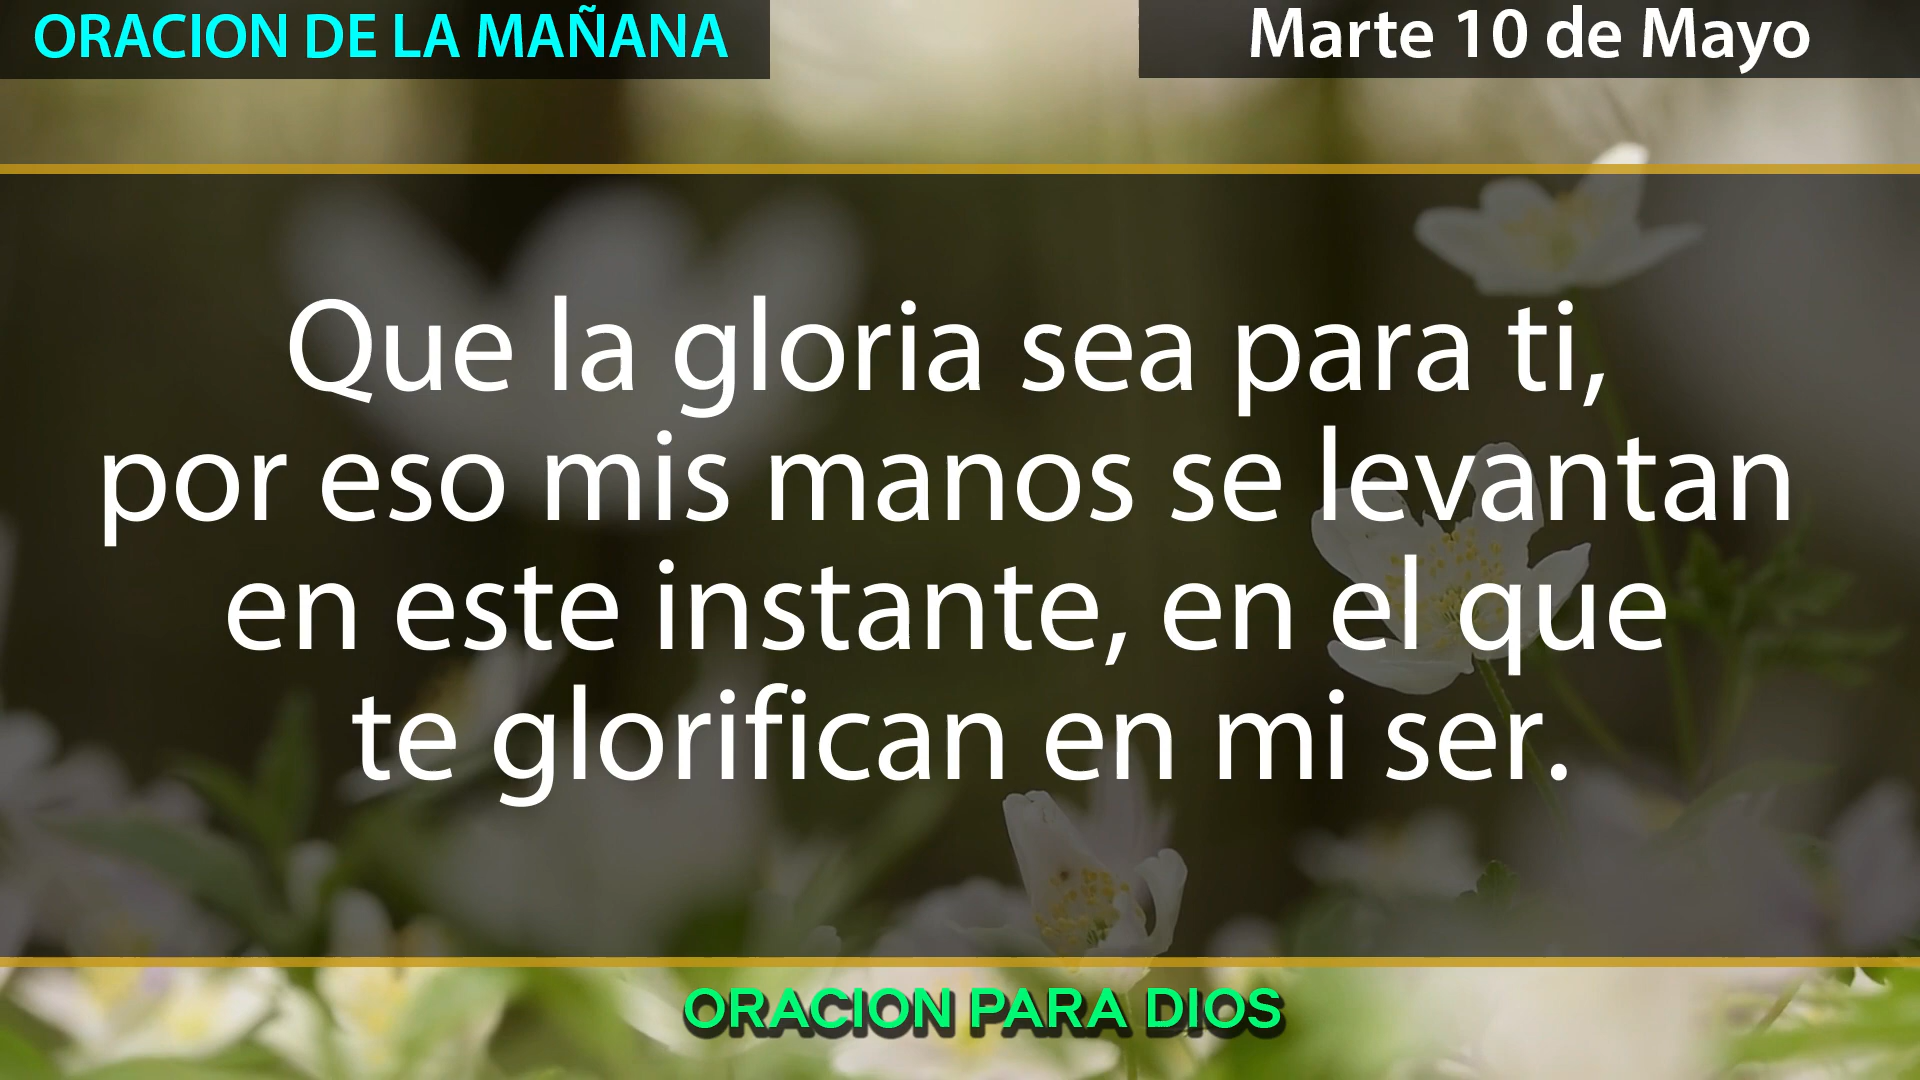 ORACION DE LA MAÑANA
Marte 10 de Mayo
Que la gloria sea para ti,
por eso mis manos se levantan
en este instante, en el que
te glorifican en mi ser.
ORACION PARA DIOS